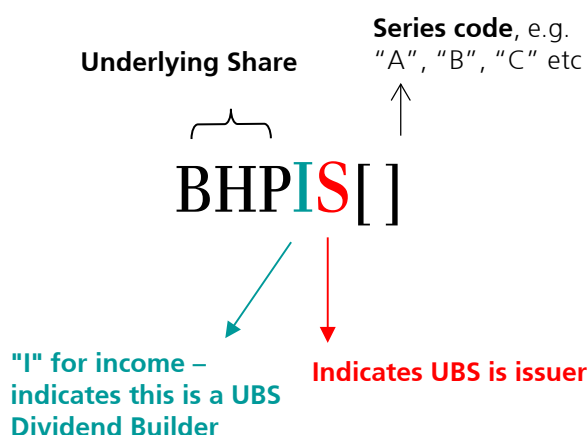 Series code, e.g.
“A”, “B”, “C” etc
Underlying Share
BHPIS[ ]
"I" for income –
indicates this is a UBS
Dividend Builder
Indicates UBS is issuer